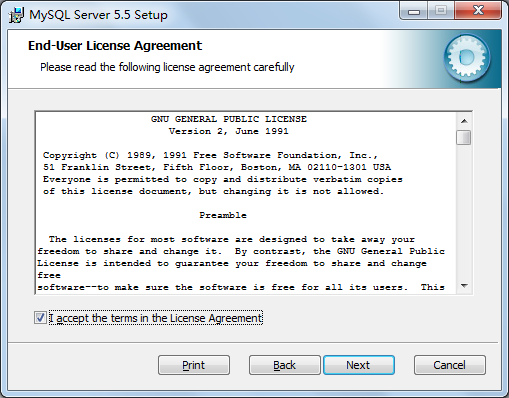 MySQL Server 5.5 Setup
End-User License Agreement
Please read the following license agreement carefully
GNU GENERAL PUBLIC LICENSE
Version 2, June 1991
Copyright (C) 1989, 1991 Free Software Foundation, Inc.,
51 Franklin Street, Fifth Floor, Boston, MA 02110-1301 USA
Everyone is permitted to copy and distribute verbatim copies
of this license document, but changing it is not allowed.
Preamble
The licenses for most software are designed to take away your
freedom to share and change it. By contrast, the GNU General Public
License is intended to guarantee your freedom to share and change
free
software--to make sure the software is free for all its users. This
I accept the terms in the License Agreement
Print Back Next Cancel